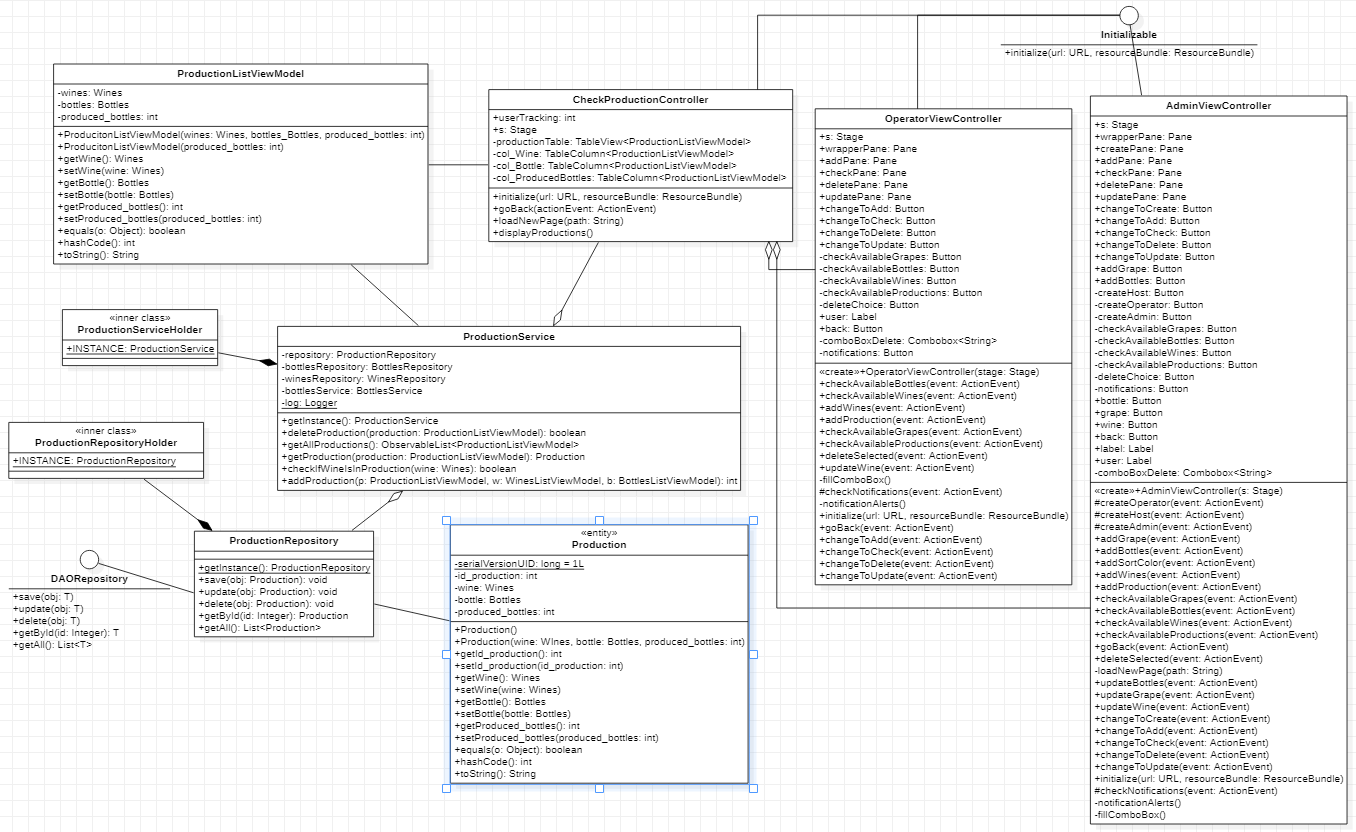 Initializable
+initialize(url: URL, resourceBundle: ResourceBundle)
ProductionListViewModel
-wines: Wines
-bottles: Bottles
-produced_bottles: int
+ProducitonListViewModel(wines: Wines, bottles_Bottles, produced_bottles: int)
+ProducitonListViewModel(produced_bottles: int)
+getWine(): Wines
+setWine(wine: Wines)
+getBottle(): Bottles
+setBottle(bottle: Bottles)
+getProduced_bottles(): int
+setProduced_bottles(produced_bottles: int)
+equals(o: Object): boolean
+hashCode(): int
+toString(): String
CheckProductionController
+userTracking: int
+s: Stage
-productionTable: TableView<ProductionListViewModel>
-col_Wine: TableColumn<ProductionListViewModel>
-col_Bottle: TableColumn<ProductionListViewModel>
-col_ProducedBottles: TableColumn<ProductionListViewModel>
+initialize(url: URL, resourceBundle: ResourceBundle)
+goBack(actionEvent: ActionEvent)
+loadNewPage(path: String)
+displayProductions()
OperatorViewController
+s: Stage
+wrapperPane: Pane
+addPane: Pane
+checkPane: Pane
+deletePane: Pane
+updatePane: Pane
+changeToAdd: Button
+changeToCheck: Button
+changeToDelete: Button
+changeToUpdate: Button
-checkAvailableGrapes: Button
-checkAvailableBottles: Button
-checkAvailableWines: Button
-checkAvailableProductions: Button
-deleteChoice: Button
+user: Label
+back: Button
-comboBoxDelete: Combobox<String>
-notifications: Button
«create»+OperatorViewController(stage: Stage)
+checkAvailableBottles(event: ActionEvent)
+checkAvailableWines(event: ActionEvent)
+addWines(event: ActionEvent)
+addProduction(event: ActionEvent)
+checkAvailableGrapes(event: ActionEvent)
+checkAvailableProductions(event: ActionEvent)
+deleteSelected(event: ActionEvent)
+updateWine(event: ActionEvent)
-fillComboBox()
#checkNotifications(event: ActionEvent)
-notificationAlerts()
+initialize(url: URL, resourceBundle: ResourceBundle)
+goBack(event: ActionEvent)
+changeToAdd(event: ActionEvent)
+changeToCheck(event: ActionEvent)
+changeToDelete(event: ActionEvent)
+changeToUpdate(event: ActionEvent)
AdminViewController
+s: Stage
+wrapperPane: Pane
+createPane: Pane
+addPane: Pane
+checkPane: Pane
+deletePane: Pane
+updatePane: Pane
+changeToCreate: Button
+changeToAdd: Button
+changeToCheck: Button
+changeToDelete: Button
+changeToUpdate: Button
+addGrape: Button
+addBottles: Button
-createHost: Button
-createOperator: Button
-createAdmin: Button
-checkAvailableGrapes: Button
-checkAvailableBottles: Button
-checkAvailableWines: Button
-checkAvailableProductions: Button
-deleteChoice: Button
-notifications: Button
+bottle: Button
+grape: Button
+wine: Button
+back: Button
+label: Label
+user: Label
-comboBoxDelete: Combobox<String>
«create»+AdminViewController(s: Stage)
#createOperator(event: ActionEvent)
#createHost(event: ActionEvent)
#createAdmin(event: ActionEvent)
+addGrape(event: ActionEvent)
+addBottles(event: ActionEvent)
+addSortColor(event: ActionEvent)
+addWines(event: ActionEvent)
+addProduction(event: ActionEvent)
+checkAvailableGrapes(event: ActionEvent)
+checkAvailableBottles(event: ActionEvent)
+checkAvailableWines(event: ActionEvent)
+checkAvailableProductions(event: ActionEvent)
+goBack(event: ActionEvent)
+deleteSelected(event: ActionEvent)
-loadNewPage(path: String)
+updateBottles(event: ActionEvent)
+updateGrape(event: ActionEvent)
+updateWine(event: ActionEvent)
+changeToCreate(event: ActionEvent)
+changeToAdd(event: ActionEvent)
+changeToCheck(event: ActionEvent)
+changeToDelete(event: ActionEvent)
+changeToUpdate(event: ActionEvent)
+initialize(url: URL, resourceBundle: ResourceBundle)
#checkNotifications(event: ActionEvent)
-notificationAlerts()
-fillComboBox()
«inner class»
ProductionServiceHolder
+INSTANCE: ProductionService
ProductionService
-repository: ProductionRepository
-bottlesRepository: BottlesRepository
-winesRepository: WinesRepository
-bottlesService: BottlesService
-log: Logger
+getInstance(): ProductionService
+deleteProduction(production: ProductionListViewModel): boolean
+getAllProductions(): ObservableList<ProductionListViewModel>
+getProduction(production: ProductionListViewModel): Production
+checkIfWineIsInProduction(wine: Wines): boolean
+addProduction(p: ProductionListViewModel, w: WinesListViewModel, b: BottlesListViewModel): int
«inner class»
ProductionRepositoryHolder
+INSTANCE: ProductionRepository
ProductionRepository
+getInstance(): ProductionRepository
+save(obj: Production): void
+update(obj: Production): void
+delete(obj: Production): void
+getById(id: Integer): Production
+getAll(): List<Production>
DAORepository
+save(obj: T)
+update(obj: T)
+delete(obj: T)
+getById(id: Integer): T
+getAll(): List<T>
«entity»
Production
-serialVersionUID: long = 1L
-id_production: int
-wine: Wines
-bottle: Bottles
-produced_bottles: int
+Production()
+Production(wine: WInes, bottle: Bottles, produced_bottles: int)
+getId_production(): int
+setId_production(id_production: int)
+getWine(): Wines
+setWine(wine: Wines)
+getBottle(): Bottles
+setBottle(bottle: Bottles)
+getProduced_bottles(): int
+setProduced_bottles(produced_bottles: int)
+equals(o: Object): boolean
+hashCode(): int
+toString(): String